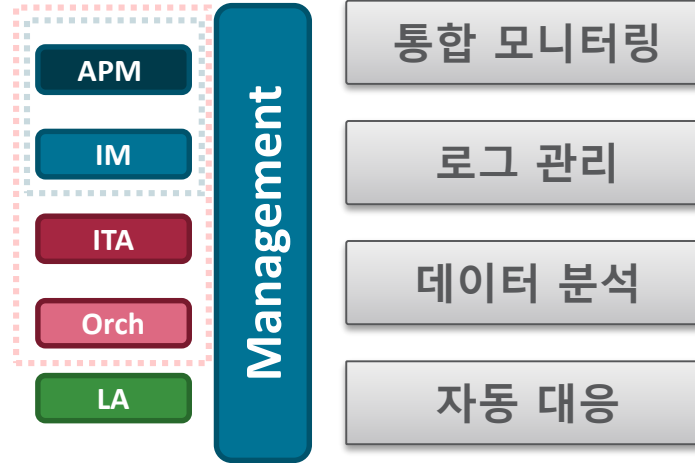 APM
IM
ITA
Orch
LA
Management
통합 모니터링
로그 관리
데이터 분석
자동 대응